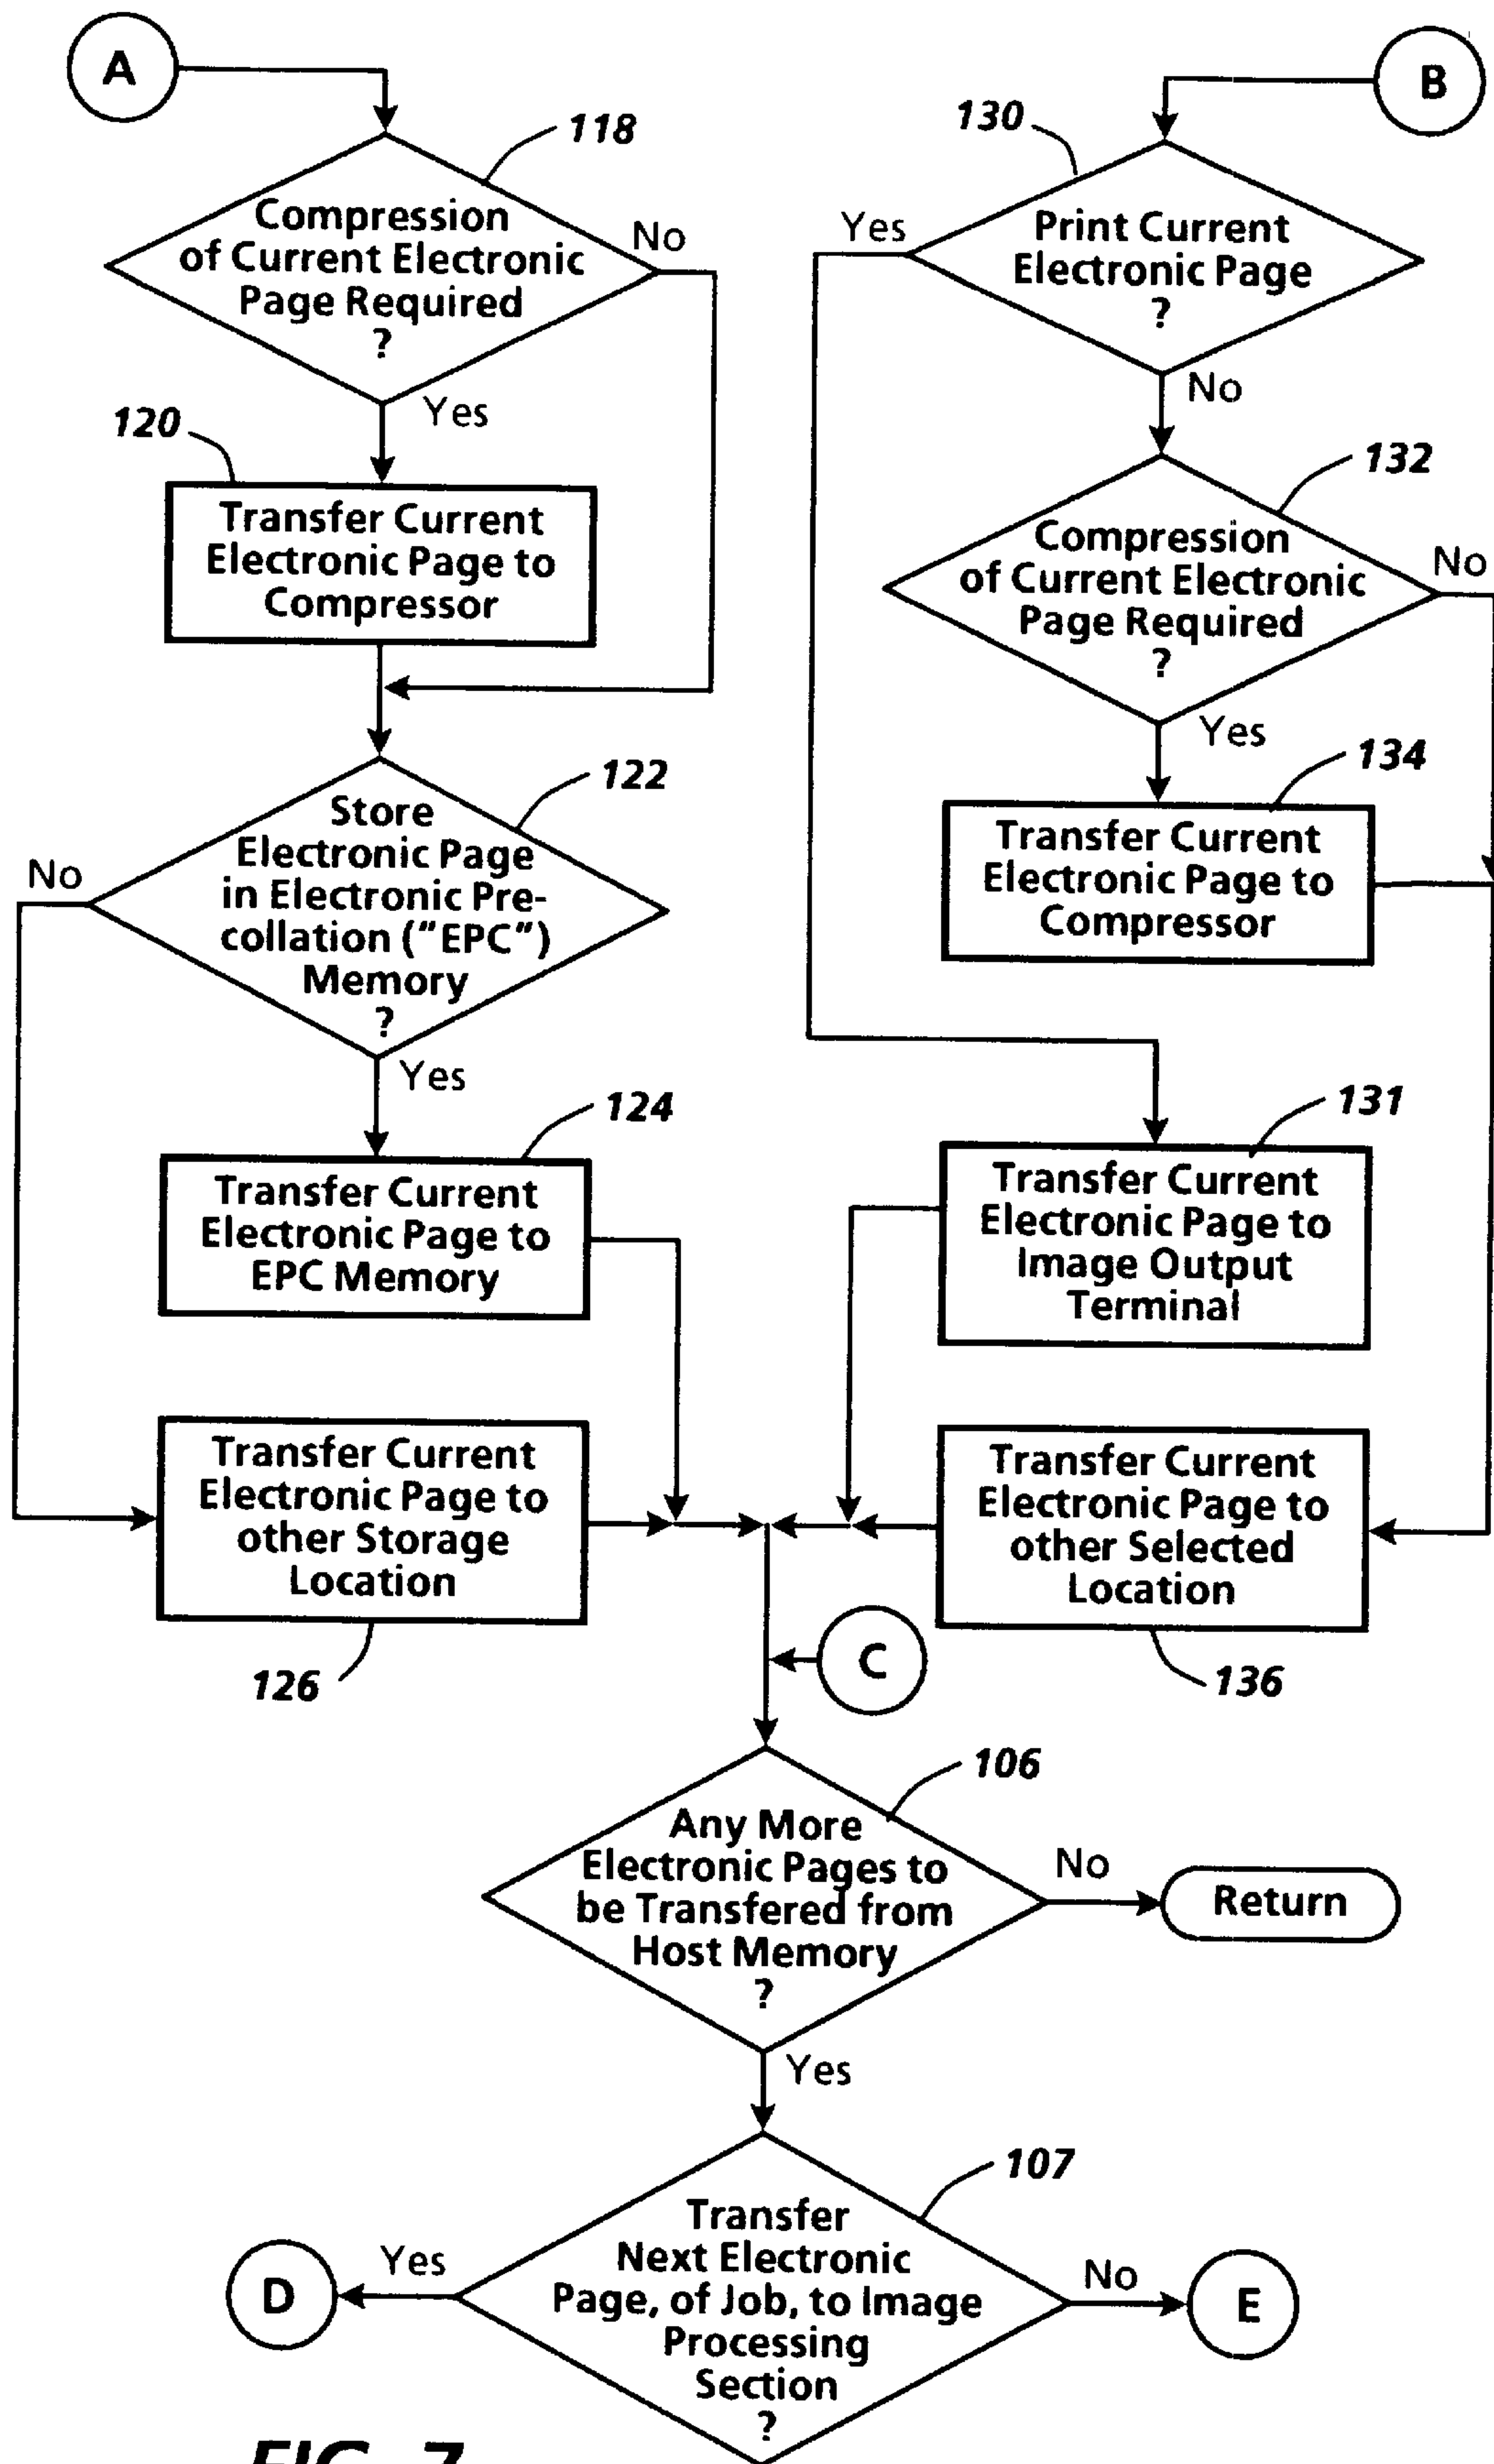 A
B
118
130
Compression
of Current Electronic
Page Required
?
No
Yes
Yes
Print Current
Electronic Page
?
No
120
Transfer Current
Electronic Page to
Compressor
132
Compression
of Current Electronic
Page Required
?
No
Yes
122
Store
Electronic Page
in Electronic Pre-
collation ("EPC")
Memory
?
No
Yes
134
Transfer Current
Electronic Page to
Compressor
124
Transfer Current
Electronic Page to
EPC Memory
131
Transfer Current
Electronic Page to
Image Output
Terminal
Transfer Current
Electronic Page to
other Storage
Location
126
Transfer Current
Electronic Page to
other Selected
Location
136
C
106
Any More
Electronic Pages to
be Transfered from
Host Memory
?
No
Return
Yes
107
Transfer
Next Electronic
Page, of Job, to Image
Processing
Section
?
Yes
D
No
E
FIG. 7